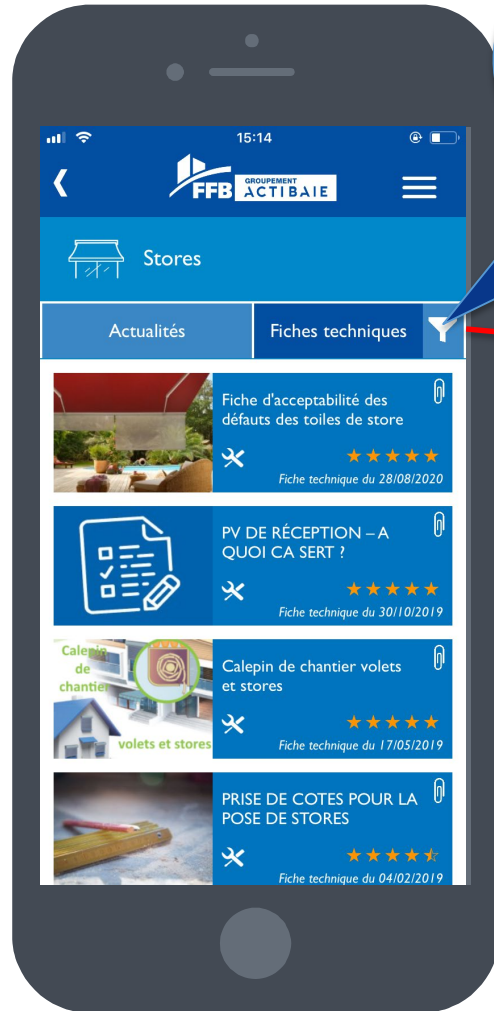 15:14
FFB GROUPEMENT
ACTIBAIE
Stores
Actualités
Fiches techniques
Fiche d'acceptabilité des
défauts des toiles de store
Fiche technique du 28/08/2020
PV DE RÉCEPTION – A
QUOI CA SERT ?
Fiche technique du 30/10/2019
Calepin
de
chantier
volets et stores
Calepin de chantier volets
et stores
Fiche technique du 17/05/2019
PRISE DE COTES POUR LA
POSE DE STORES
Fiche technique du 04/02/2019